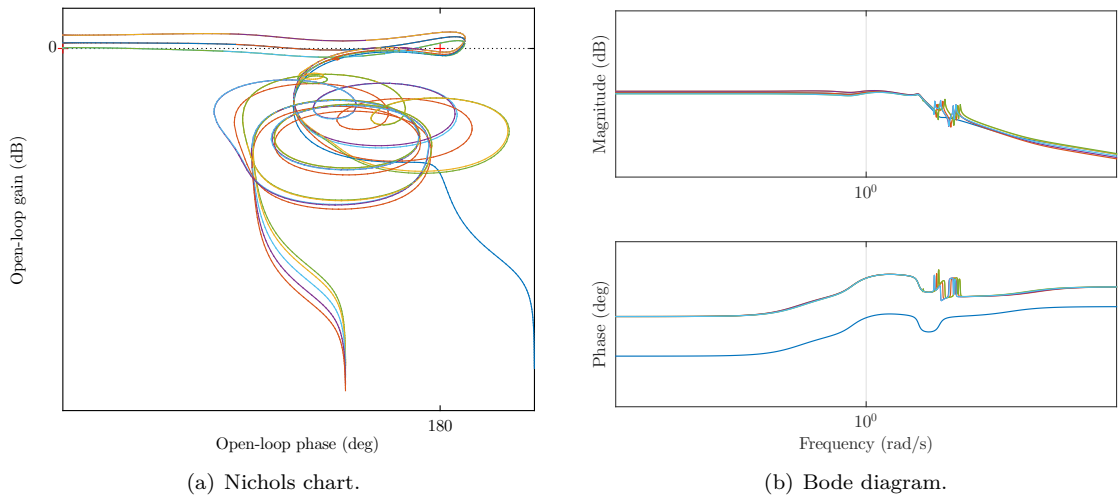 0
Open-loop gain (dB)
180
Open-loop phase (deg)
(a) Nichols chart.
Magnitude (dB)
10^0
Phase (deg)
10^0
Frequency (rad/s)
(b) Bode diagram.